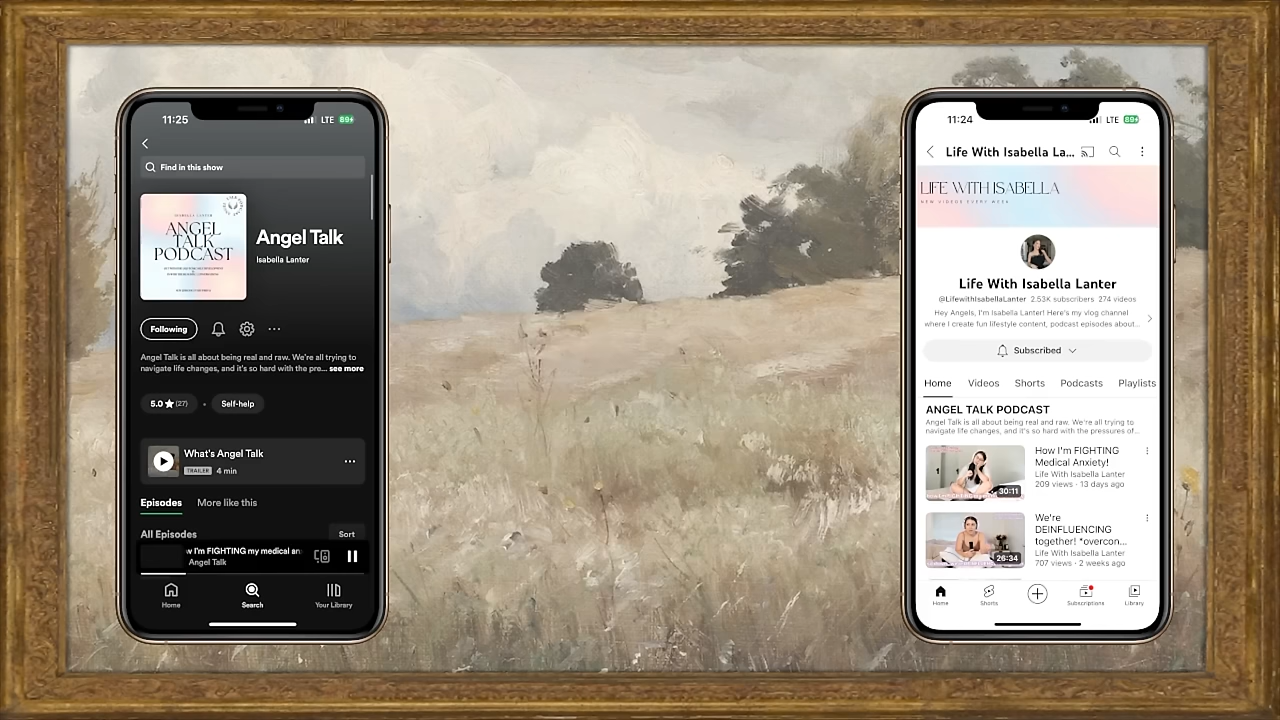 11:25
LTE 89+
Find in this show
ISABELLA LANTER
ANGEL
TALK
PODCAST
Angel Talk
Isabella Lanter
Following
Angel Talk is all about being real and raw. We're all trying to
navigate life changes, and it's so hard with the pre... see more
5.0 (27)
Self-help
What's Angel Talk
TRAILER 4 min
Episodes More like this
All Episodes Sort
w I'm FIGHTING my medical an
Angel Talk
Home Search Your Library
11:24
LTE 89+
Life With Isabella La...
LIFE WITH ISABELLA
NEW VIDEOS EVERY WEEK
Life With Isabella Lanter
@LifewithIsabellaLanter 2.53K subscribers 274 videos
Hey Angels, I'm Isabella Lanter! Here's my vlog channel
where I create fun lifestyle content, podcast episodes about...
Subscribed
Home Videos Shorts Podcasts Playlists
ANGEL TALK PODCAST
Angel Talk is all about being real and raw. We're all trying to
navigate life changes, and it's so hard with the pressures of...
How I'm FIGHTING
Medical Anxiety!
Life With Isabella Lanter
209 views · 13 days ago
30:11
We're
DEINFLUENCING
together! *overcon...
Life With Isabella Lanter
707 views · 2 weeks ago
26:34
Home Shorts Subscriptions Library